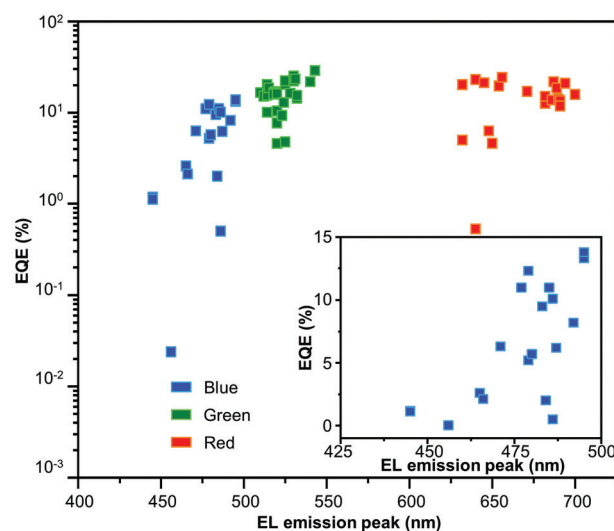 10²
10¹
10⁰
10⁻¹
10⁻²
10⁻³
EQE (%)
Blue
Green
Red
400 450 500 550 600 650 700
EL emission peak (nm)
15
10
5
0
EQE (%)
425 450 475 500
EL emission peak (nm)